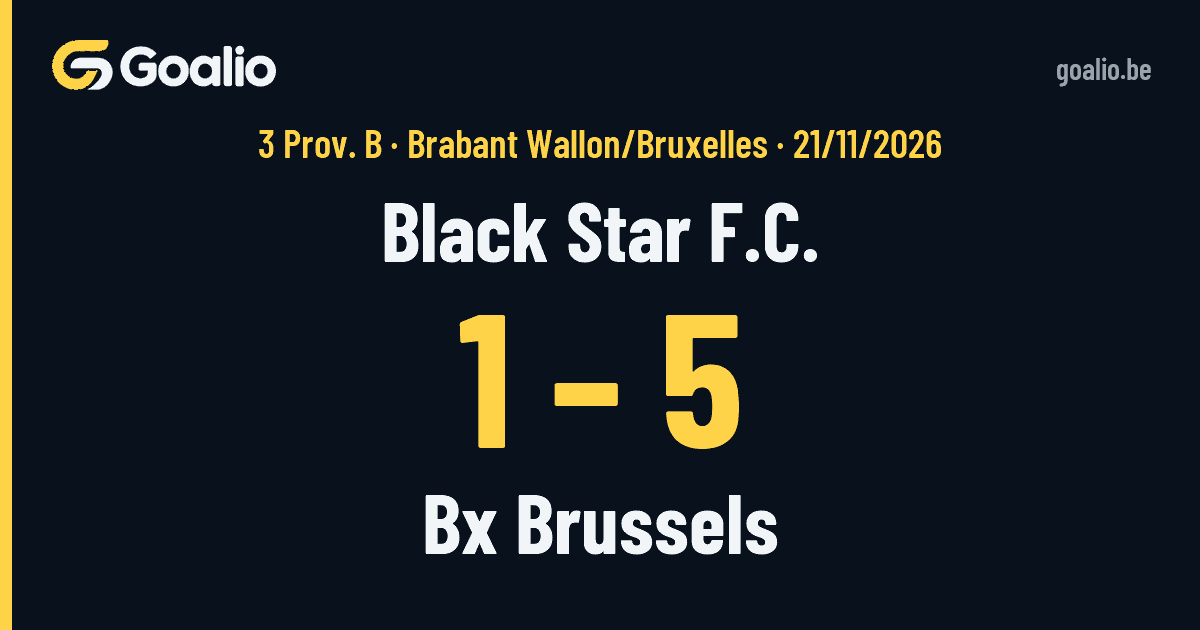 Goalio
goalio.be
3 Prov. B · Brabant Wallon/Bruxelles · 21/11/2026
Black Star F.C.
1 – 5
Bx Brussels